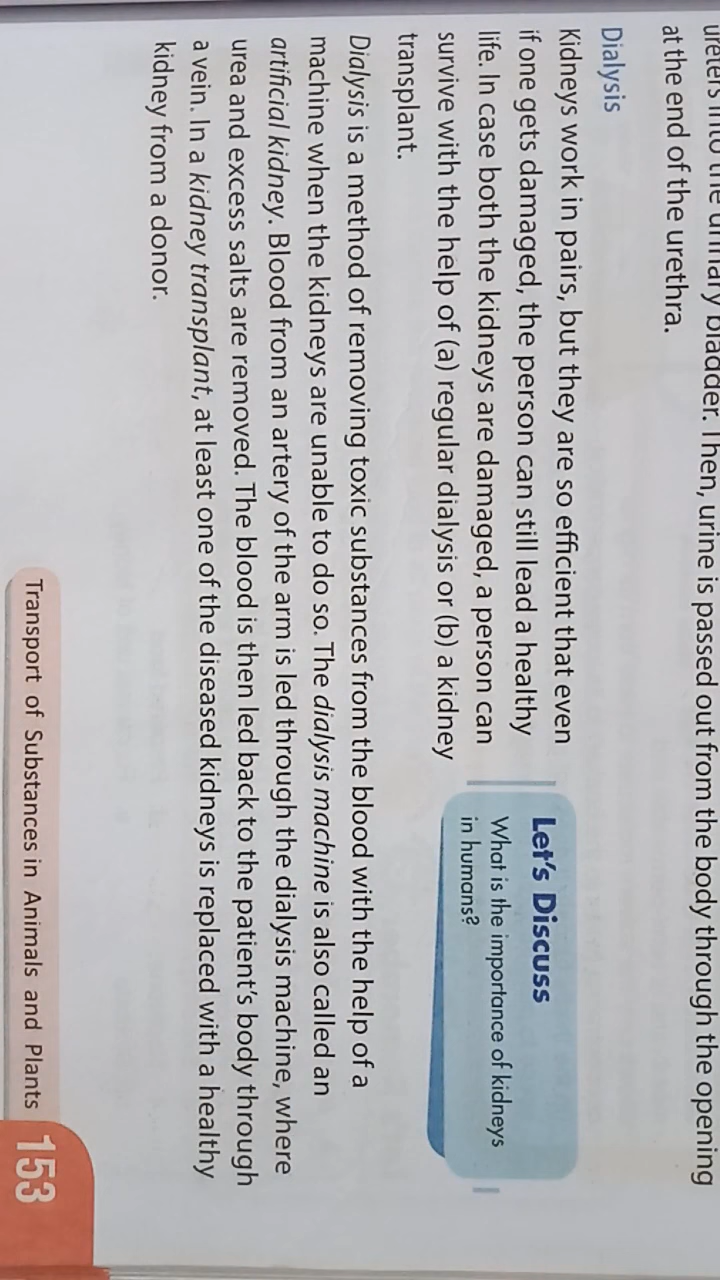 ureters into the urinary bladder. Then, urine is passed out from the body through the opening
at the end of the urethra.
Dialysis
Kidneys work in pairs, but they are so efficient that even
if one gets damaged, the person can still lead a healthy
life. In case both the kidneys are damaged, a person can
survive with the help of (a) regular dialysis or (b) a kidney
transplant.
Let's Discuss
What is the importance of kidneys
in humans?
Dialysis is a method of removing toxic substances from the blood with the help of a
machine when the kidneys are unable to do so. The dialysis machine is also called an
artificial kidney. Blood from an artery of the arm is led through the dialysis machine, where
urea and excess salts are removed. The blood is then led back to the patient's body through
a vein. In a kidney transplant, at least one of the diseased kidneys is replaced with a healthy
kidney from a donor.
Transport of Substances in Animals and Plants 153